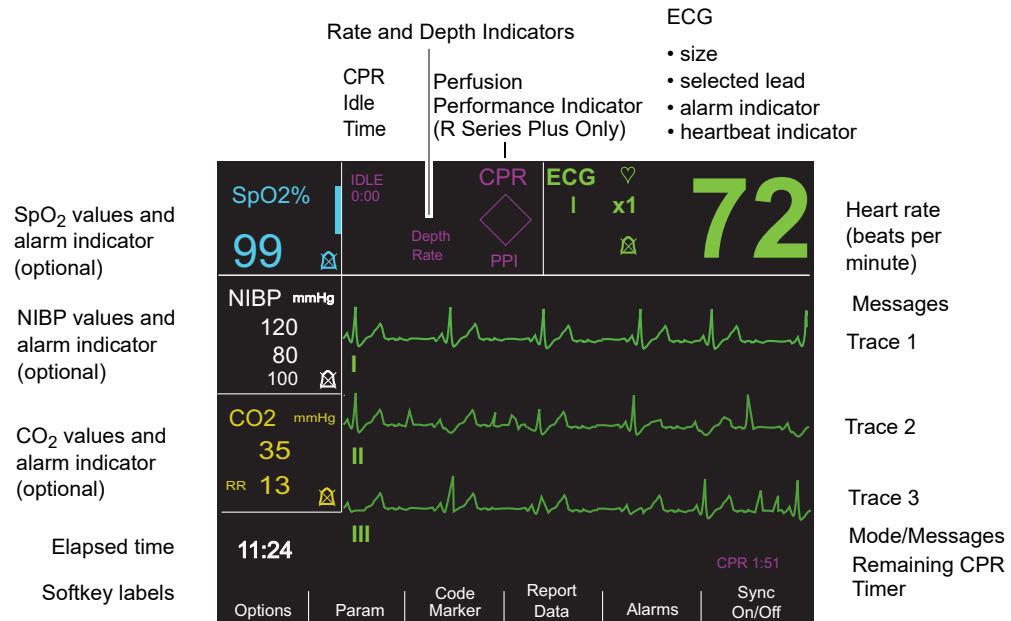 ECG
• size
• selected lead
• alarm indicator
• heartbeat indicator
Rate and Depth Indicators
CPR
Idle
Time
Perfusion
Performance Indicator
(R Series Plus Only)
SpO2 values and
alarm indicator
(optional)
NIBP values and
alarm indicator
(optional)
CO2 values and
alarm indicator
(optional)
Elapsed time
Softkey labels
SpO2%
99
IDLE
0:00
Depth
Rate
CPR
PPI
ECG
I x1
72
NIBP mmHg
120
80
100
CO2 mmHg
35
RR 13
I
II
III
11:24
CPR 1:51
Options
Param
Code
Marker
Report
Data
Alarms
Sync
On/Off
Heart rate
(beats per
minute)
Messages
Trace 1
Trace 2
Trace 3
Mode/Messages
Remaining CPR
Timer